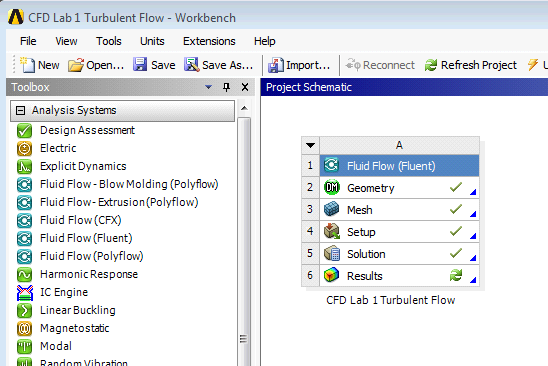 CFD Lab 1 Turbulent Flow - Workbench
File View Tools Units Extensions Help
New Open... Save Save As... Import... Reconnect Refresh Project
Toolbox Project Schematic
Analysis Systems
Design Assessment
Electric
Explicit Dynamics
Fluid Flow - Blow Molding (Polyflow)
Fluid Flow - Extrusion (Polyflow)
Fluid Flow (CFX)
Fluid Flow (Fluent)
Fluid Flow (Polyflow)
Harmonic Response
IC Engine
Linear Buckling
Magnetostatic
Modal
Random Vibration
A
1 Fluid Flow (Fluent)
2 DM Geometry
3 Mesh
4 Setup
5 Solution
6 Results
CFD Lab 1 Turbulent Flow